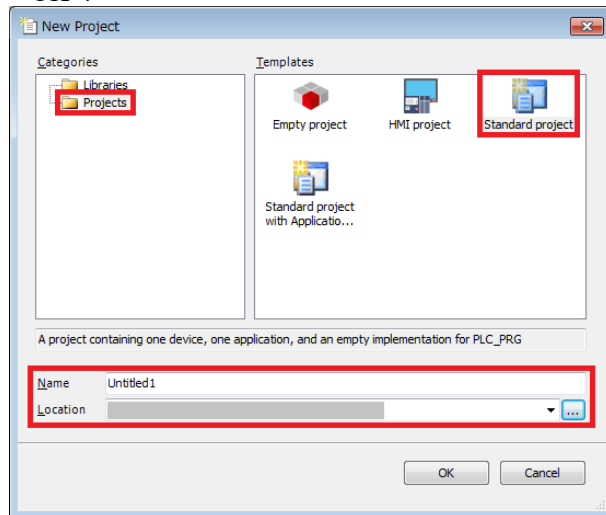 New Project
Categories
Templates
Libraries
Projects
Empty project
HMI project
Standard project
Standard project
with Applicatio...
A project containing one device, one application, and an empty implementation for PLC_PRG
Name
Untitled1
Location
...
OK
Cancel